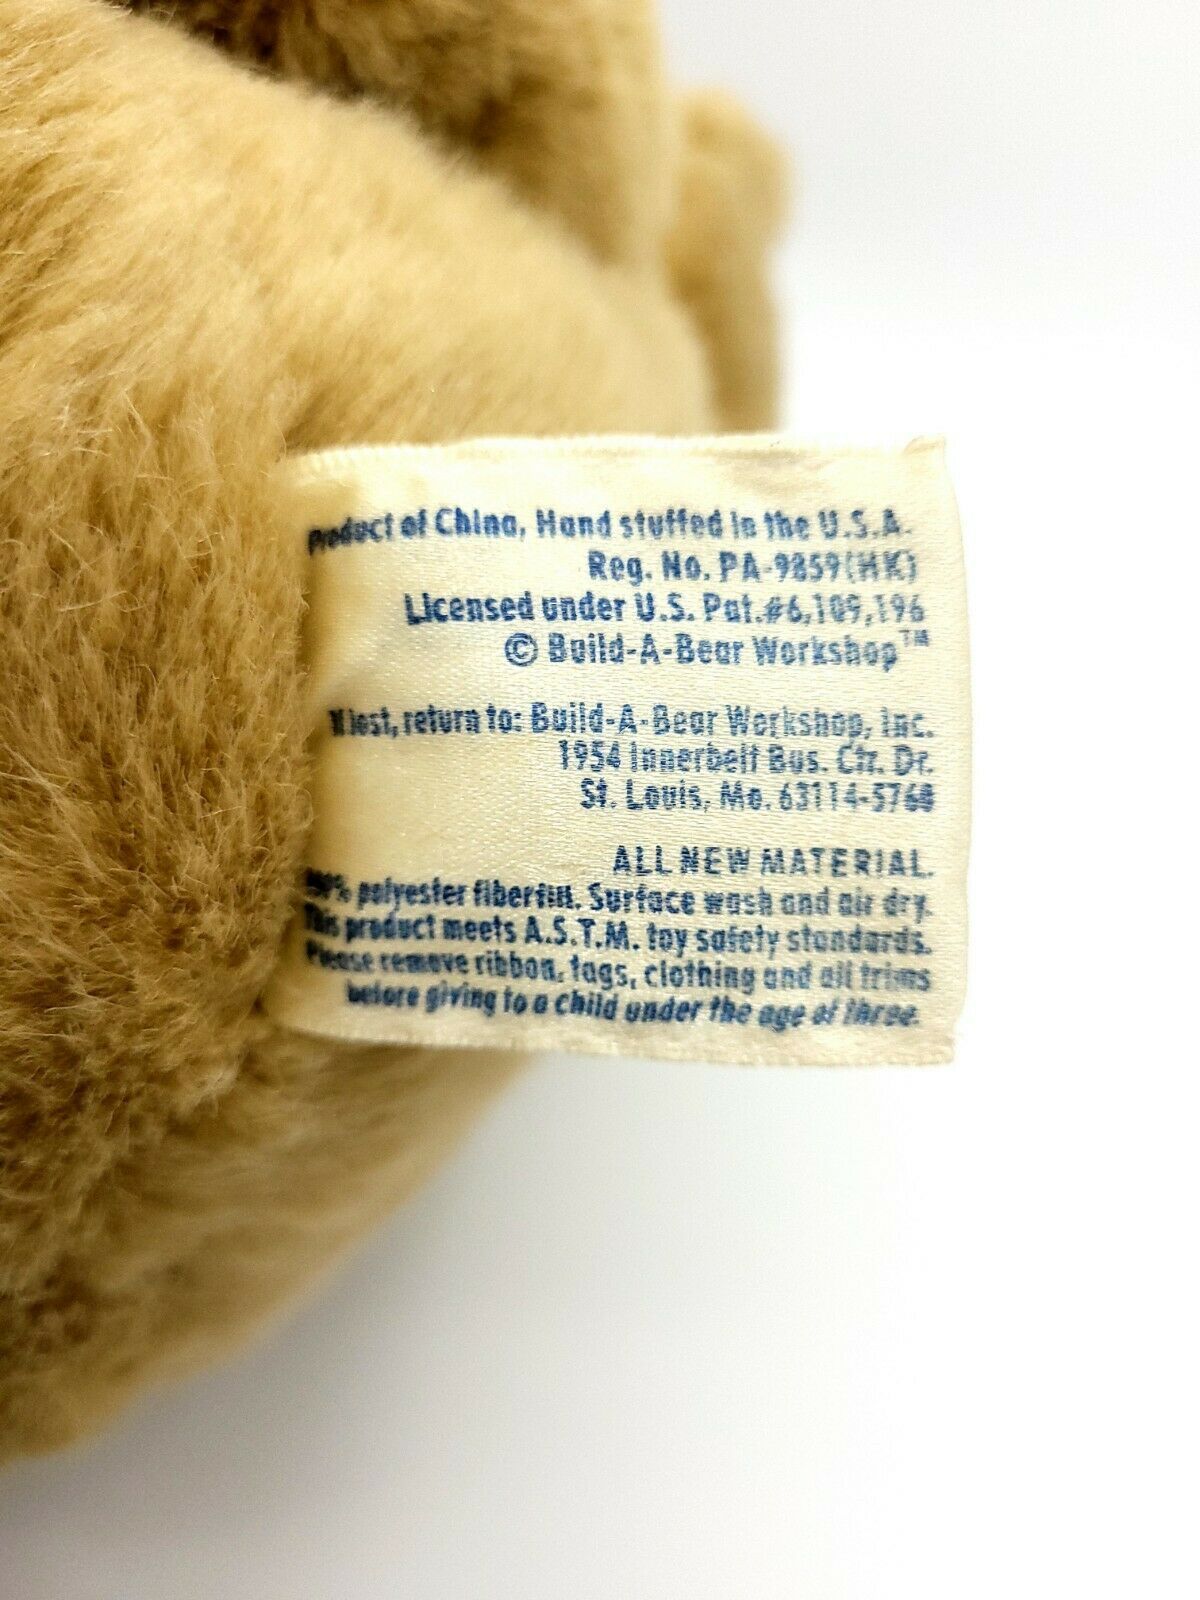 Product of China, Hand stuffed in the U.S.A.
Reg. No. PA-9859(HK)
Licensed under U.S. Pat.#6,109,196
© Build-A-Bear Workshop™
If lost, return to: Build-A-Bear Workshop, Inc.
1954 Innerbelt Bus. Ctr. Dr.
St. Louis, Mo. 63114-5760
ALL NEW MATERIAL.
100% polyester fiberfill. Surface wash and air dry.
This product meets A.S.T.M. toy safety standards.
Please remove ribbon, tags, clothing and all trims
before giving to a child under the age of three.